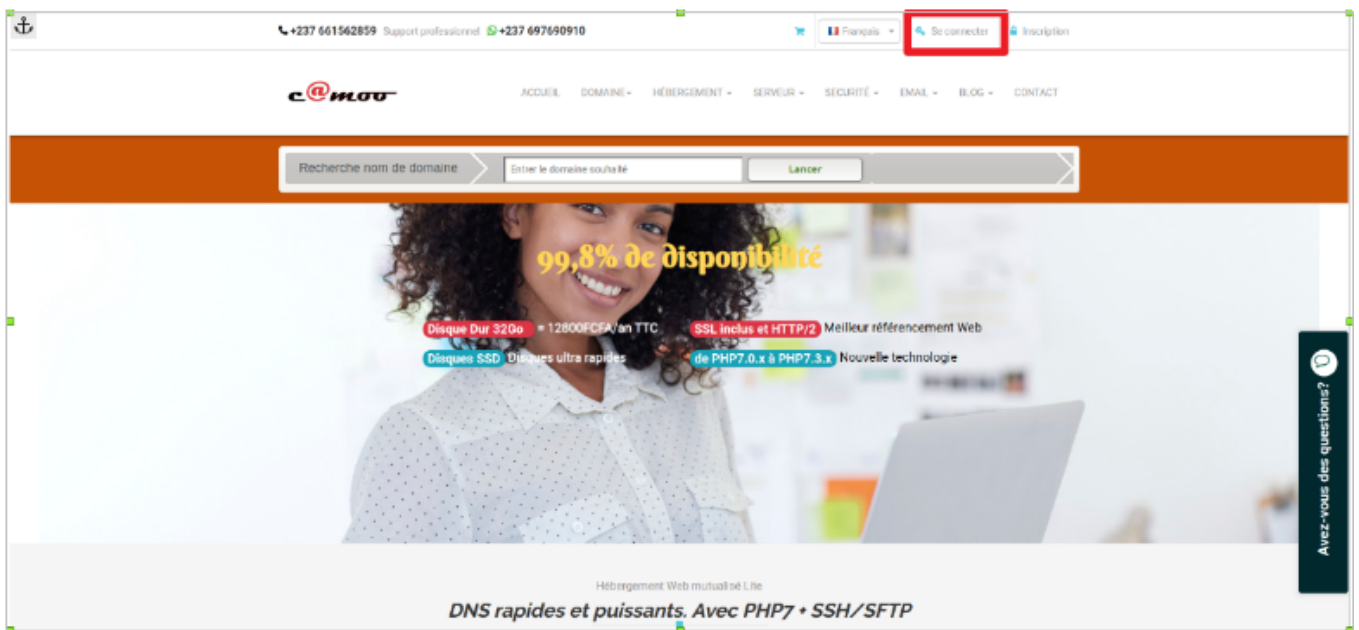 +237 661562859 Support professionnel +237 697690910 Français Se connecter Inscription
c@moo ACCUEIL DOMAINE HÉBERGEMENT SERVEUR SECURITÉ EMAIL BLOG CONTACT
Recherche nom de domaine Entrer le domaine souhaité Lancer
99,8% de disponibilité
Disque Dur 32Go = 12800FCFA/an TTC SSL inclus et HTTP/2 Meilleur référencement Web
Disques SSD Disques ultra rapides de PHP7.0.x à PHP7.3.x Nouvelle technologie
Avez-vous des questions?
Hébergement Web mutualisé Lite
DNS rapides et puissants. Avec PHP7 + SSH/SFTP